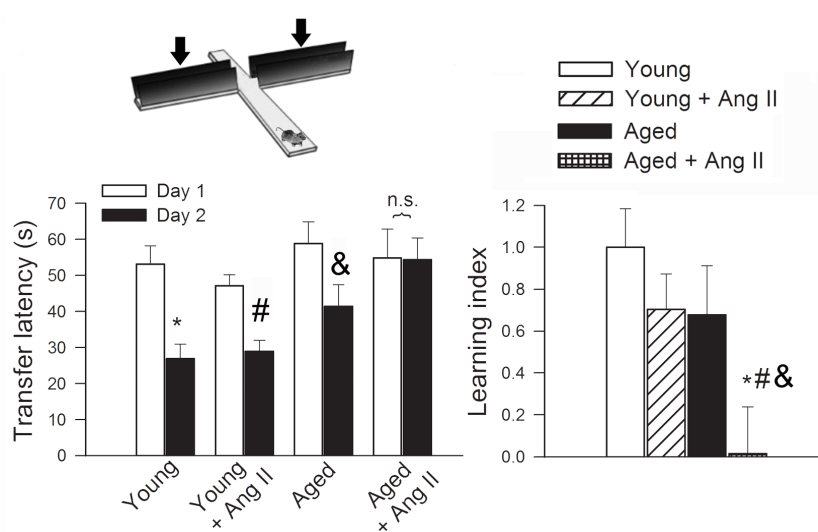 Young
Young + Ang II
Aged
Aged + Ang II
Day 1
Day 2
Transfer latency (s)
70
60
50
40
30
20
10
0
*
#
&
n.s.
Young
Young
+ Ang II
Aged
Aged
+ Ang II
Learning index
1.2
1.0
0.8
0.6
0.4
0.2
0.0
*#&